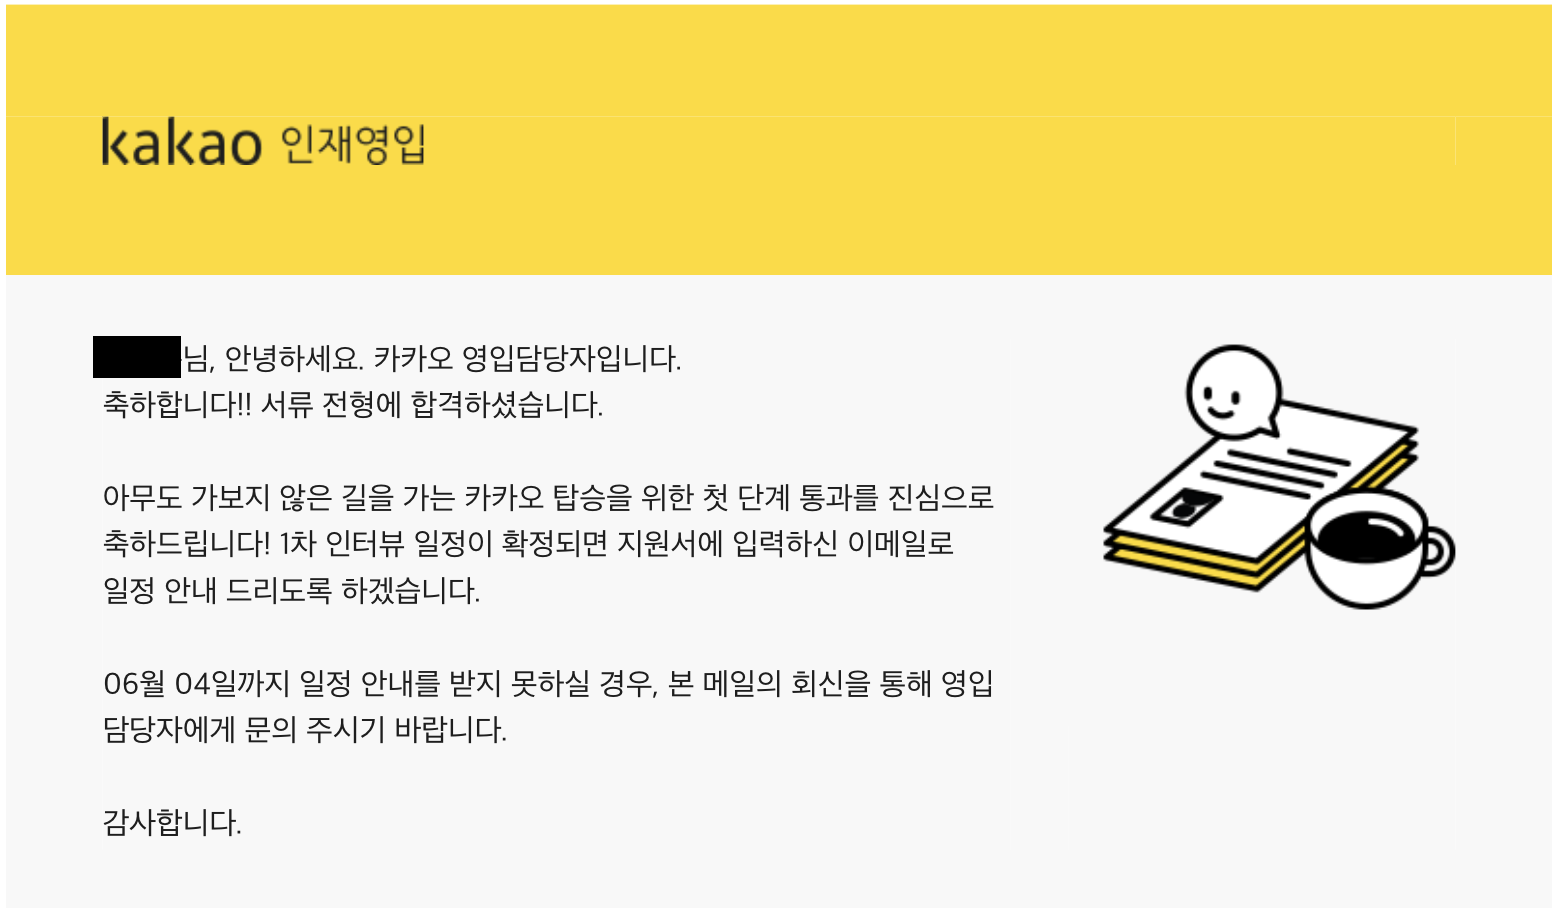 kakao 인재영입
님, 안녕하세요. 카카오 영입담당자입니다.
축하합니다!! 서류 전형에 합격하셨습니다.
아무도 가보지 않은 길을 가는 카카오 탑승을 위한 첫 단계 통과를 진심으로
축하드립니다! 1차 인터뷰 일정이 확정되면 지원서에 입력하신 이메일로
일정 안내 드리도록 하겠습니다.
06월 04일까지 일정 안내를 받지 못하실 경우, 본 메일의 회신을 통해 영입
담당자에게 문의 주시기 바랍니다.
감사합니다.